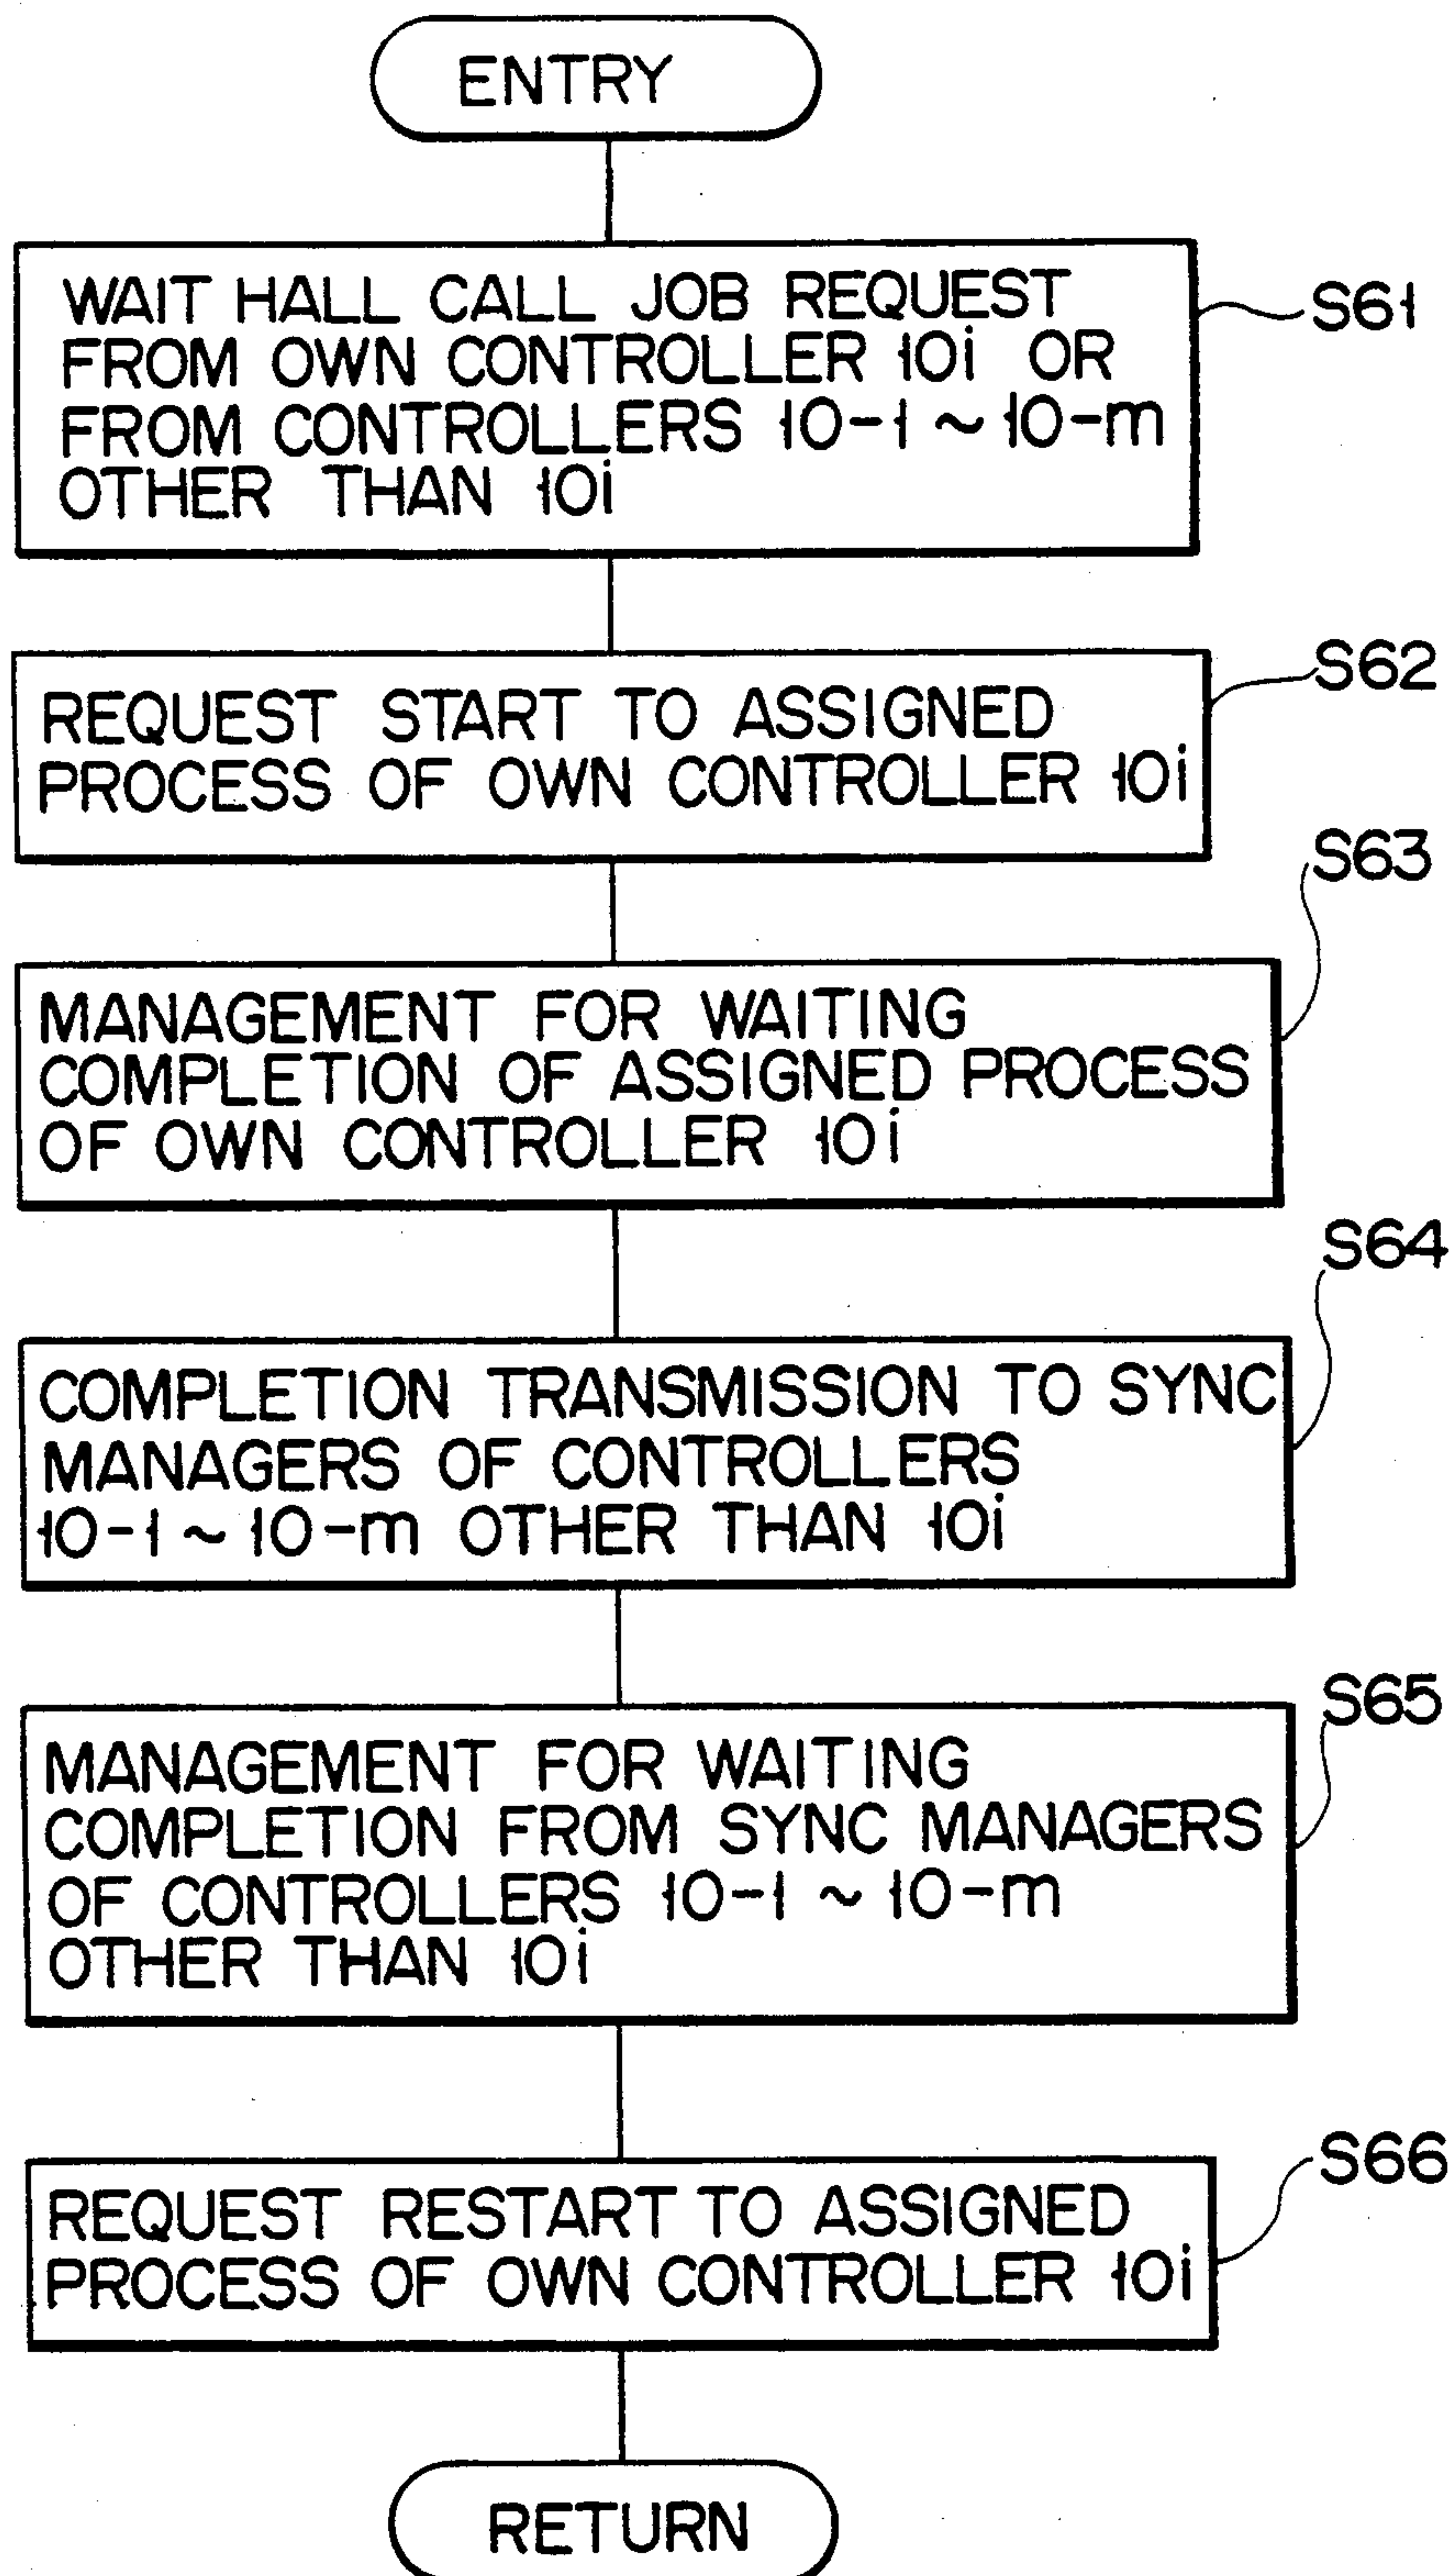 ENTRY
WAIT HALL CALL JOB REQUEST
FROM OWN CONTROLLER 10i OR
FROM CONTROLLERS 10-1 ~ 10-m
OTHER THAN 10i
S61
REQUEST START TO ASSIGNED
PROCESS OF OWN CONTROLLER 10i
S62
MANAGEMENT FOR WAITING
COMPLETION OF ASSIGNED PROCESS
OF OWN CONTROLLER 10i
S63
COMPLETION TRANSMISSION TO SYNC
MANAGERS OF CONTROLLERS
10-1 ~ 10-m OTHER THAN 10i
S64
MANAGEMENT FOR WAITING
COMPLETION FROM SYNC MANAGERS
OF CONTROLLERS 10-1 ~ 10-m
OTHER THAN 10i
S65
REQUEST RESTART TO ASSIGNED
PROCESS OF OWN CONTROLLER 10i
S66
RETURN